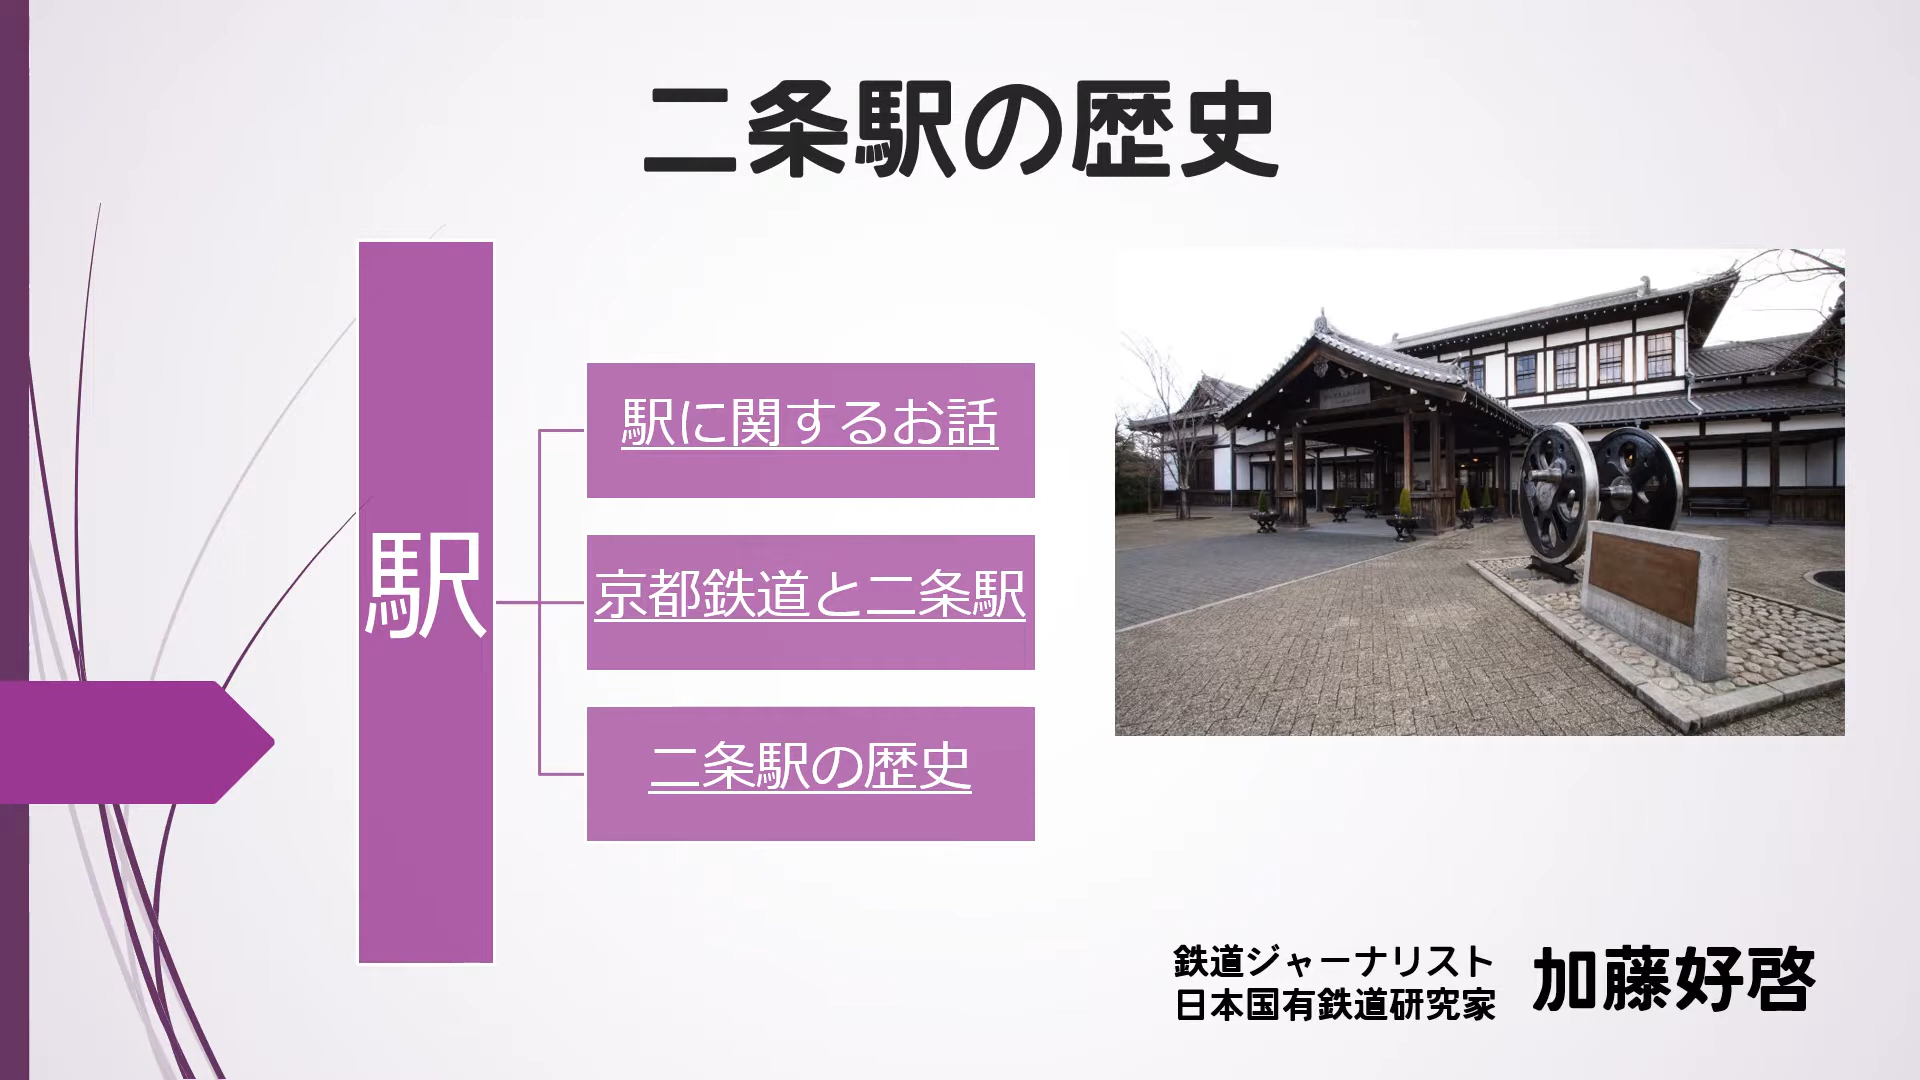 二条駅の歴史
駅
駅に関するお話
京都鉄道と二条駅
二条駅の歴史
鉄道ジャーナリスト
日本国有鉄道研究家
加藤好啓